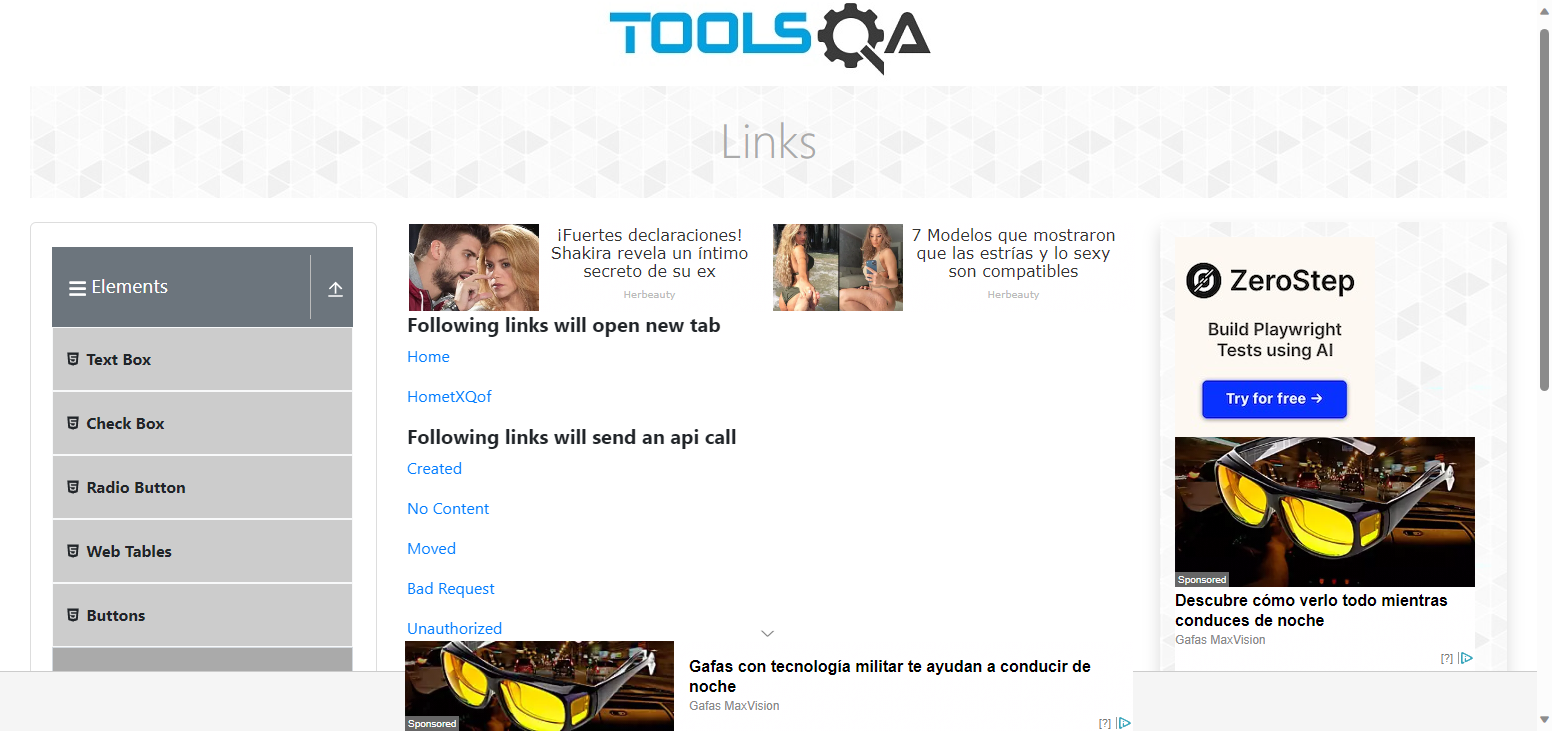 TOOLSQA
Links
Elements
Text Box
Check Box
Radio Button
Web Tables
Buttons
¡Fuertes declaraciones!
Shakira revela un íntimo
secreto de su ex
Herbeauty
7 Modelos que mostraron
que las estrías y lo sexy
son compatibles
Herbeauty
Following links will open new tab
Home
HometXQof
Following links will send an api call
Created
No Content
Moved
Bad Request
Unauthorized
Sponsored
Gafas con tecnología militar te ayudan a conducir de
noche
Gafas MaxVision
[?]
ZeroStep
Build Playwright
Tests using AI
Try for free →
Sponsored
Descubre cómo verlo todo mientras
conduces de noche
Gafas MaxVision
[?]